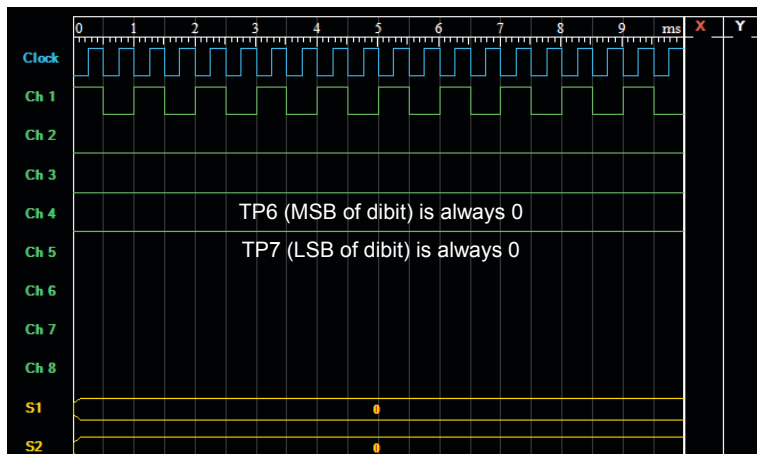 0 1 2 3 4 5 6 7 8 9 ms X Y
Clock
Ch 1
Ch 2
Ch 3
Ch 4 TP6 (MSB of dibit) is always 0
Ch 5 TP7 (LSB of dibit) is always 0
Ch 6
Ch 7
Ch 8
S1 0
S2 0